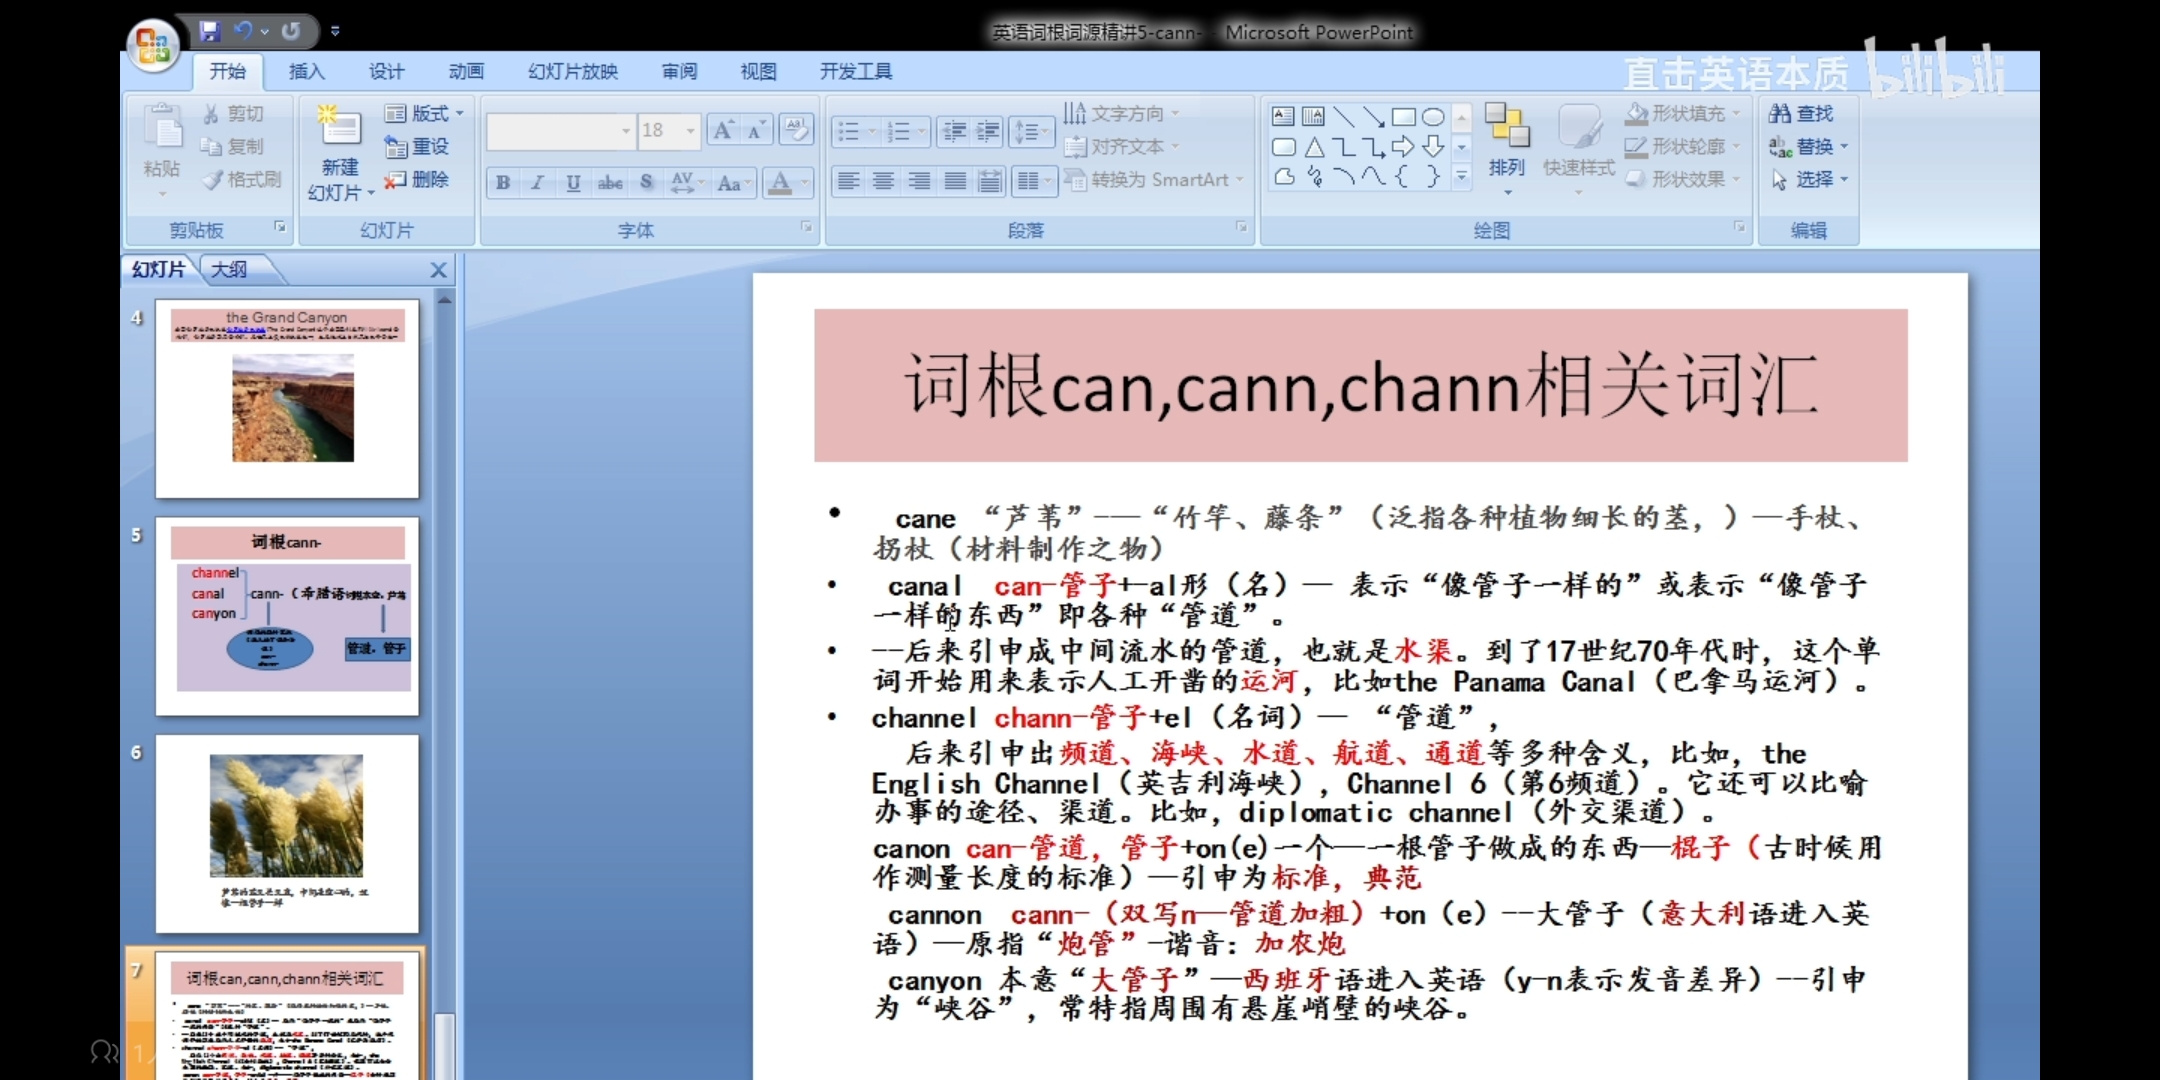 英语词根词源精讲5-cann- - Microsoft PowerPoint
开始 插入 设计 动画 幻灯片放映 审阅 视图 开发工具
直击英语本质 bilibili
粘贴 剪切 复制 格式刷
剪贴板
新建 幻灯片 版式 重设 删除
幻灯片
18
B I U abc S AV Aa A
字体
文字方向
对齐文本
转换为 SmartArt
段落
排列 快速样式
形状填充
形状轮廓
形状效果
绘图
查找
替换
选择
编辑
幻灯片 大纲
4
the Grand Canyon
5
词根cann-
channel
canal
canyon
cann-
管道，管子
6
7
词根can,cann,chann相关词汇
词根can,cann,chann相关词汇
• cane “芦苇”——“竹竿、藤条”（泛指各种植物细长的茎，）—手杖、
拐杖（材料制作之物）
• canal can-管子+-al形（名）— 表示“像管子一样的”或表示“像管子
一样的东西”即各种“管道”。
• --后来引申成中间流水的管道，也就是水渠。到了17世纪70年代时，这个单
词开始用来表示人工开凿的运河，比如the Panama Canal（巴拿马运河）。
• channel chann-管子+el（名词）— “管道”，
后来引申出频道、海峡、水道、航道、通道等多种含义，比如，the
English Channel（英吉利海峡）, Channel 6（第6频道）。它还可以比喻
办事的途径、渠道。比如，diplomatic channel（外交渠道）。
canon can-管道，管子+on(e)一个—一根管子做成的东西—棍子（古时候用
作测量长度的标准）—引申为标准，典范
cannon cann-（双写n—管道加粗）+on（e）--大管子（意大利语进入英
语）—原指“炮管”-谐音：加农炮
canyon 本意“大管子”—西班牙语进入英语（y-n表示发音差异）--引申
为“峡谷”，常特指周围有悬崖峭壁的峡谷。